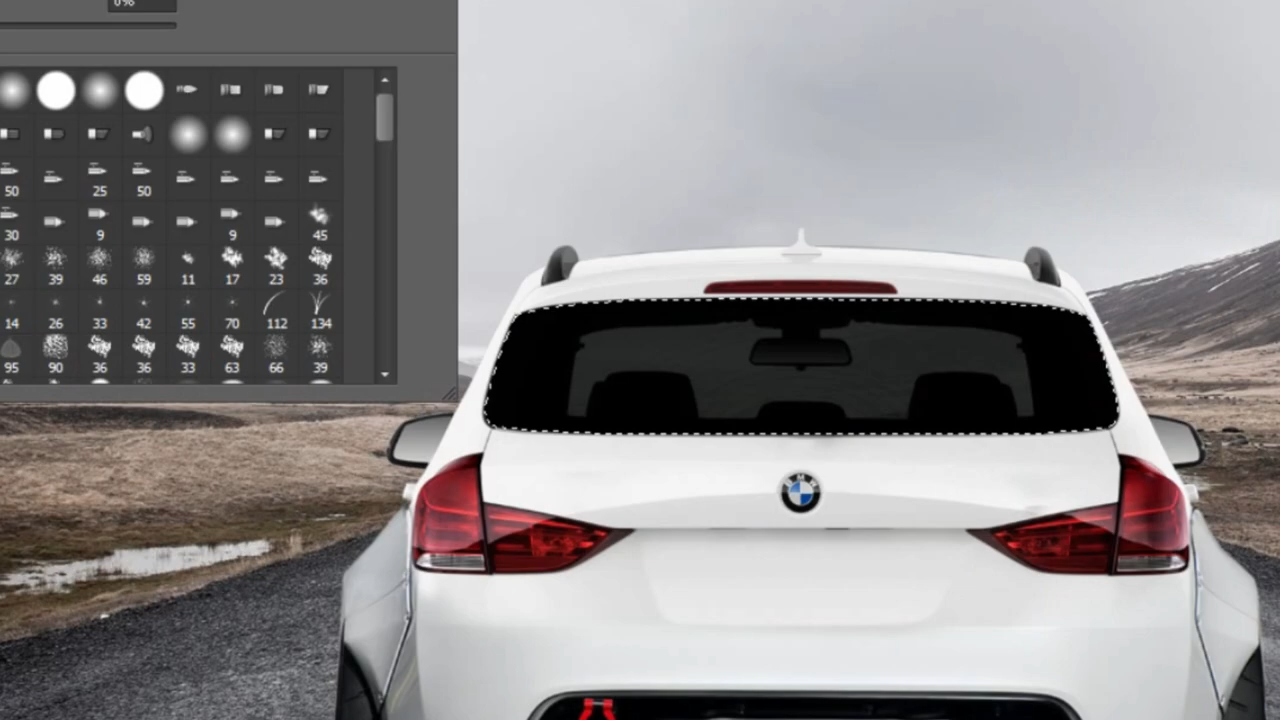 0%
50 25 50
30 9 9 45
27 39 46 59 11 17 23 36
14 26 33 42 55 70 112 134
95 90 36 36 33 63 66 39
BMW